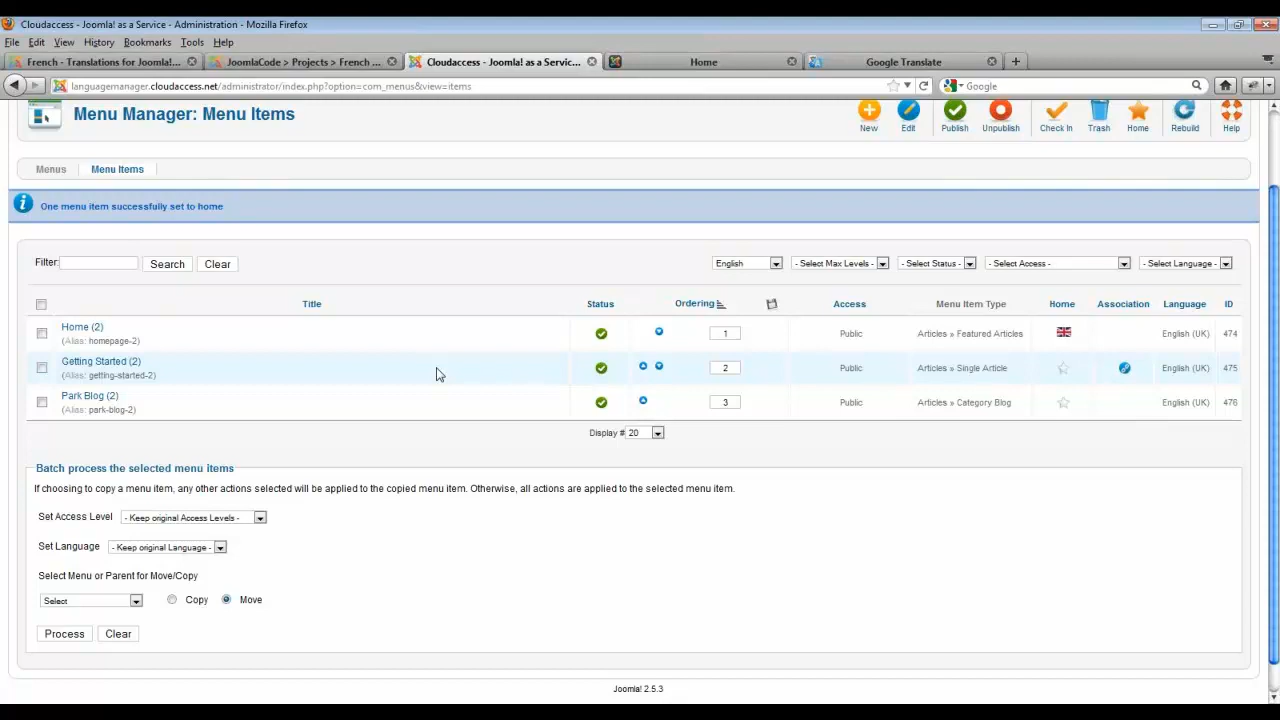 Cloudaccess - Joomla! as a Service - Administration - Mozilla Firefox
File Edit View History Bookmarks Tools Help
French - Translations for Joomla!... JoomlaCode > Projects > French ... Cloudaccess - Joomla! as a Servic... Home Google Translate
languagemanager.cloudaccess.net/administrator/index.php?option=com_menus&view=items Google
Menu Manager: Menu Items
New Edit Publish Unpublish Check In Trash Home Rebuild Help
Menus Menu Items
One menu item successfully set to home
Filter: Search Clear English - Select Max Levels - - Select Status - - Select Access - - Select Language -
Title Status Ordering Access Menu Item Type Home Association Language ID
Home (2) 1 Public Articles » Featured Articles English (UK) 474
(Alias: homepage-2)
Getting Started (2) 2 Public Articles » Single Article English (UK) 475
(Alias: getting-started-2)
Park Blog (2) 3 Public Articles » Category Blog English (UK) 476
(Alias: park-blog-2)
Display # 20
Batch process the selected menu items
If choosing to copy a menu item, any other actions selected will be applied to the copied menu item. Otherwise, all actions are applied to the selected menu item.
Set Access Level - Keep original Access Levels -
Set Language - Keep original Language -
Select Menu or Parent for Move/Copy
Select Copy Move
Process Clear
Joomla! 2.5.3